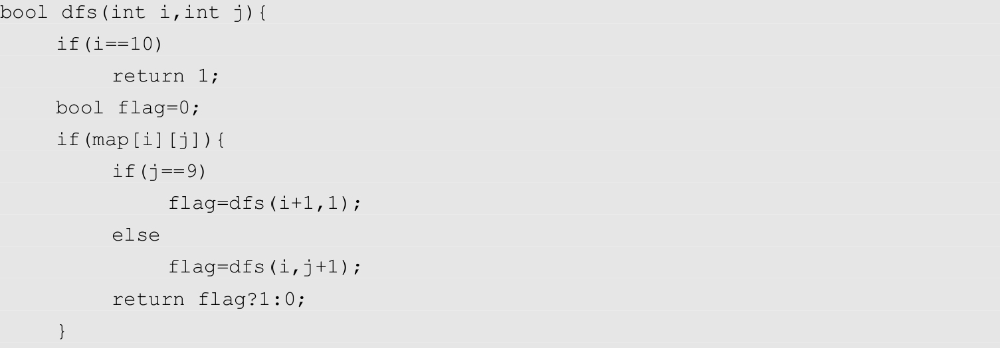 bool dfs(int i,int j){
    if(i==10)
        return 1;
    bool flag=0;
    if(map[i][j]){
        if(j==9)
            flag=dfs(i+1,1);
        else
            flag=dfs(i,j+1);
        return flag?1:0;
    }